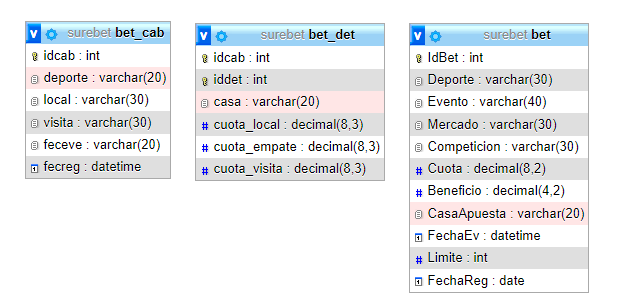 surebet bet_cab
idcab : int
deporte : varchar(20)
local : varchar(30)
visita : varchar(30)
feceve : varchar(20)
fecreg : datetime
surebet bet_det
idcab : int
iddet : int
casa : varchar(20)
# cuota_local : decimal(8,3)
# cuota_empate : decimal(8,3)
# cuota_visita : decimal(8,3)
surebet bet
IdBet : int
Deporte : varchar(30)
Evento : varchar(40)
Mercado : varchar(30)
Competicion : varchar(30)
# Cuota : decimal(8,2)
# Beneficio : decimal(4,2)
CasaApuesta : varchar(20)
FechaEv : datetime
# Limite : int
FechaReg : date